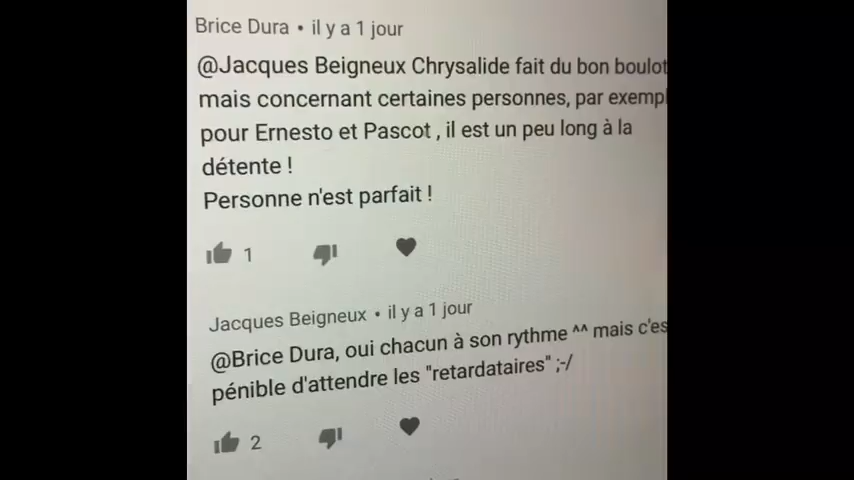 Brice Dura • il y a 1 jour
@Jacques Beigneux Chrysalide fait du bon boulot
mais concernant certaines personnes, par exempl
pour Ernesto et Pascot , il est un peu long à la
détente !
Personne n'est parfait !
1
Jacques Beigneux • il y a 1 jour
@Brice Dura, oui chacun à son rythme ^^ mais c'es
pénible d'attendre les "retardataires" ;-/
2